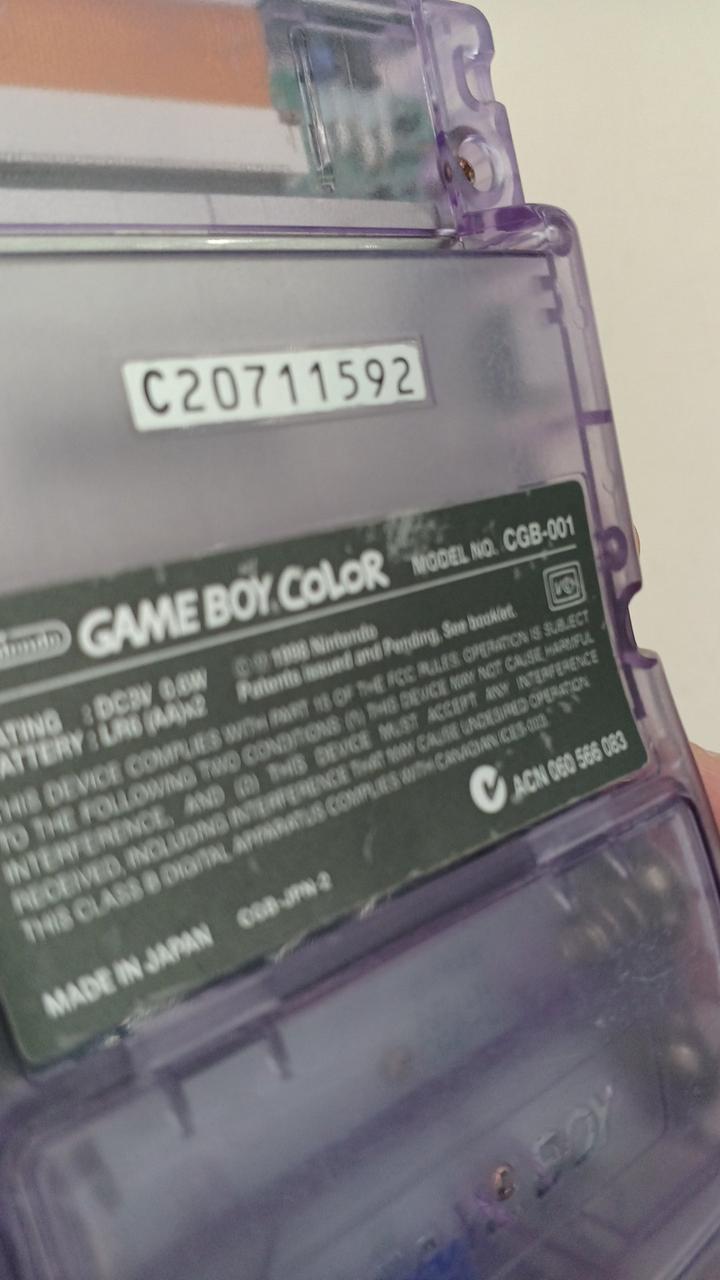 C20711592
Nintendo GAME BOY COLOR MODEL NO. CGB-001
RATING : DC3V 0.6W
BATTERY : LR6 (AA)x2
© 1998 Nintendo
Patents Issued and Pending, See booklet.
THIS DEVICE COMPLIES WITH PART 15 OF THE FCC RULES. OPERATION IS SUBJECT
TO THE FOLLOWING TWO CONDITIONS (1) THIS DEVICE MAY NOT CAUSE HARMFUL
INTERFERENCE, AND (2) THIS DEVICE MUST ACCEPT ANY INTERFERENCE
RECEIVED, INCLUDING INTERFERENCE THAT MAY CAUSE UNDESIRED OPERATION.
THIS CLASS B DIGITAL APPARATUS COMPLIES WITH CANADIAN ICES-003.
ACN 060 566 083
MADE IN JAPAN CGB-JPN-2
BOY